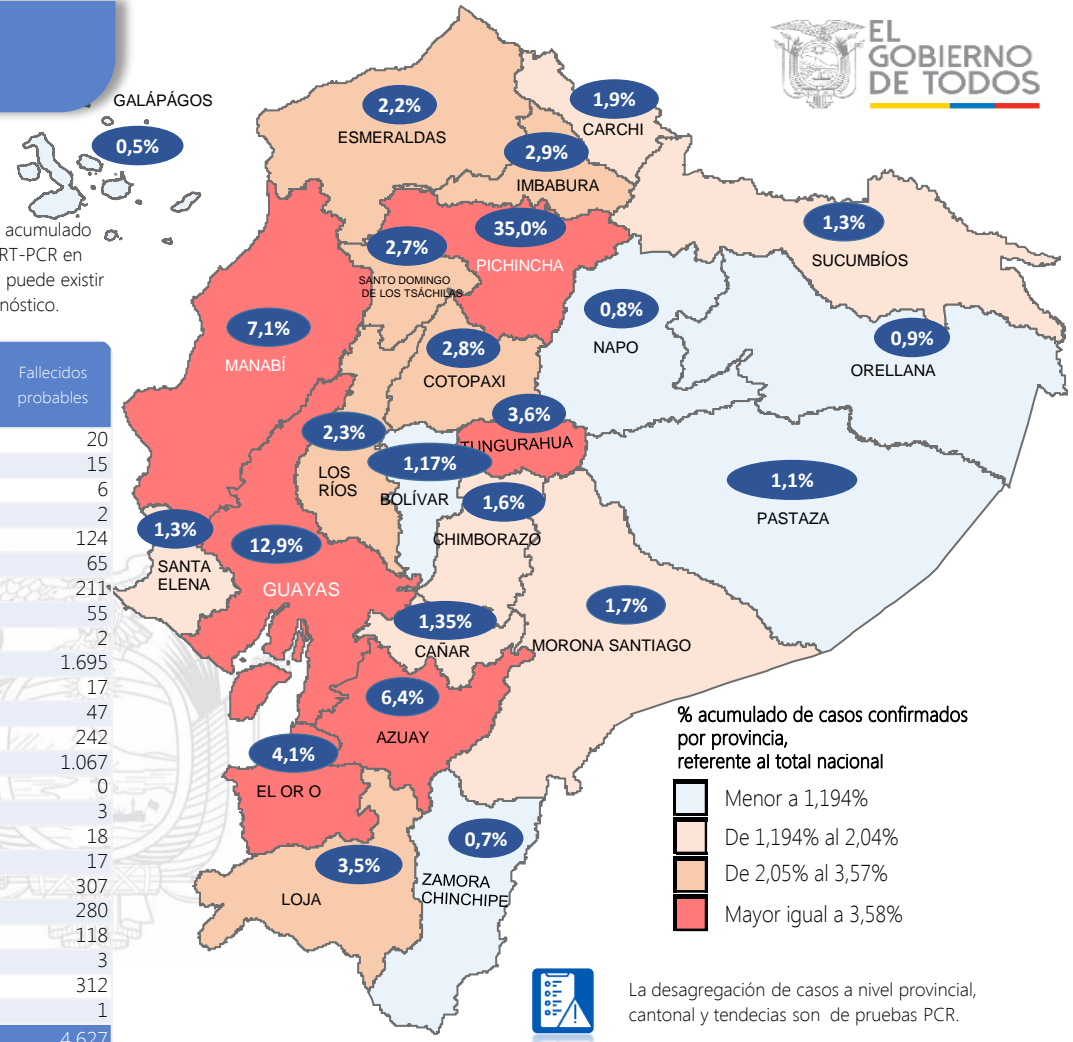 EL
GOBIERNO
DE TODOS
GALÁPÁGOS
0,5%
2,2%
ESMERALDAS
1,9%
CARCHI
2,9%
IMBABURA
acumulado
RT-PCR en
puede existir
nóstico.
35,0%
PICHINCHA
1,3%
SUCUMBÍOS
2,7%
SANTO DOMINGO
DE LOS TSÁCHILAS
7,1%
MANABÍ
0,8%
NAPO
0,9%
ORELLANA
2,8%
COTOPAXI
3,6%
TUNGURAHUA
2,3%
LOS
RÍOS
1,17%
BOLÍVAR
1,6%
CHIMBORAZO
1,1%
PASTAZA
1,3%
SANTA
ELENA
12,9%
GUAYAS
1,35%
CAÑAR
1,7%
MORONA SANTIAGO
6,4%
AZUAY
4,1%
EL OR O
3,5%
LOJA
0,7%
ZAMORA
CHINCHIPE
Fallecidos
probables
20
15
6
2
124
65
211
55
2
1.695
17
47
242
1.067
0
3
18
17
307
280
118
3
312
1
4.627
% acumulado de casos confirmados
por provincia,
referente al total nacional
Menor a 1,194%
De 1,194% al 2,04%
De 2,05% al 3,57%
Mayor igual a 3,58%
La desagregación de casos a nivel provincial,
cantonal y tendecias son de pruebas PCR.